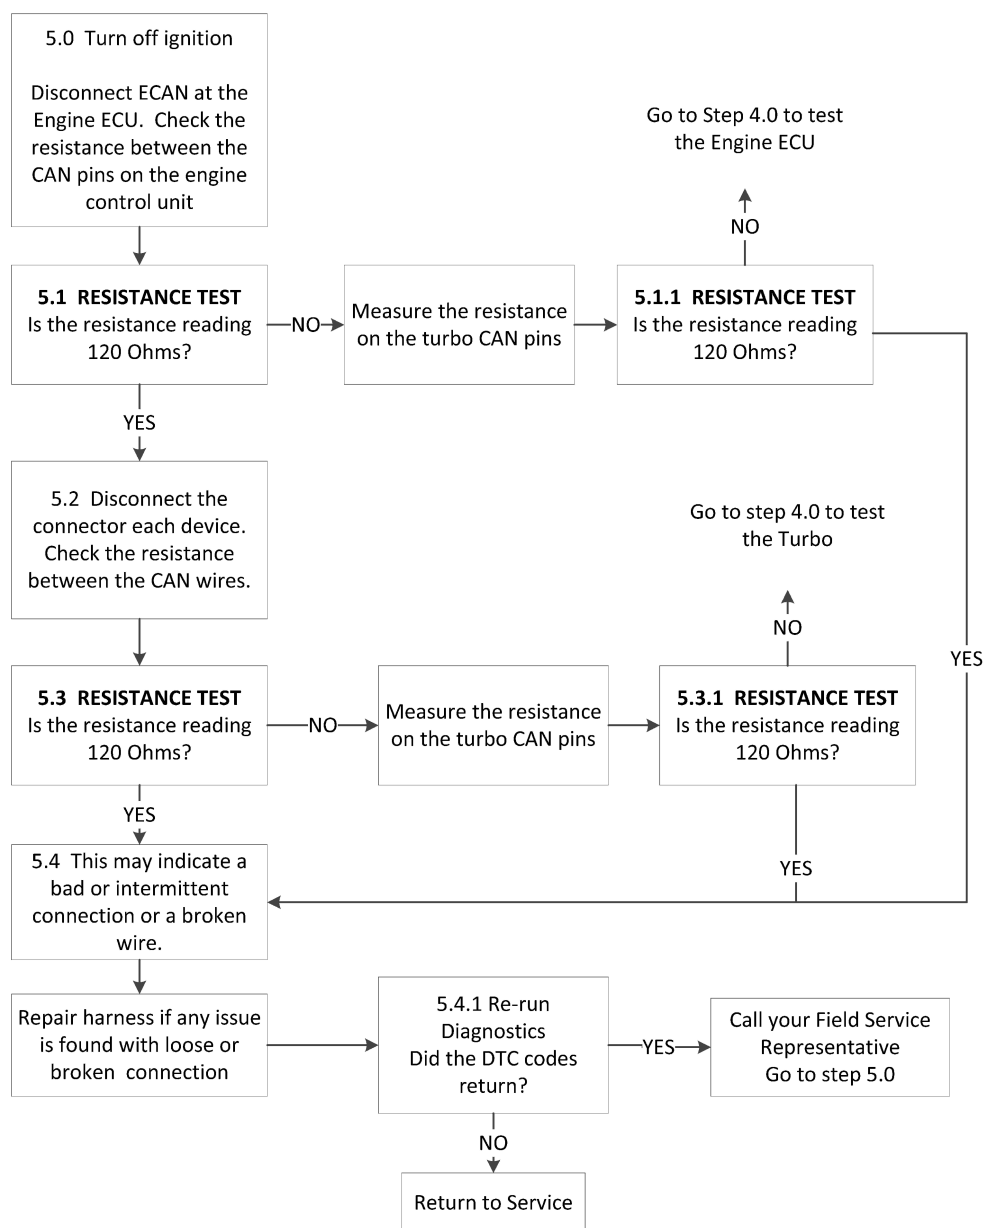 5.0 Turn off ignition
Disconnect ECAN at the
Engine ECU. Check the
resistance between the
CAN pins on the engine
control unit
Go to Step 4.0 to test
the Engine ECU
NO
5.1 RESISTANCE TEST
Is the resistance reading
120 Ohms?
NO
Measure the resistance
on the turbo CAN pins
5.1.1 RESISTANCE TEST
Is the resistance reading
120 Ohms?
YES
5.2 Disconnect the
connector each device.
Check the resistance
between the CAN wires.
Go to step 4.0 to test
the Turbo
NO
YES
5.3 RESISTANCE TEST
Is the resistance reading
120 Ohms?
NO
Measure the resistance
on the turbo CAN pins
5.3.1 RESISTANCE TEST
Is the resistance reading
120 Ohms?
YES
YES
5.4 This may indicate a
bad or intermittent
connection or a broken
wire.
Repair harness if any issue
is found with loose or
broken connection
5.4.1 Re-run
Diagnostics
Did the DTC codes
return?
YES
Call your Field Service
Representative
Go to step 5.0
NO
Return to Service